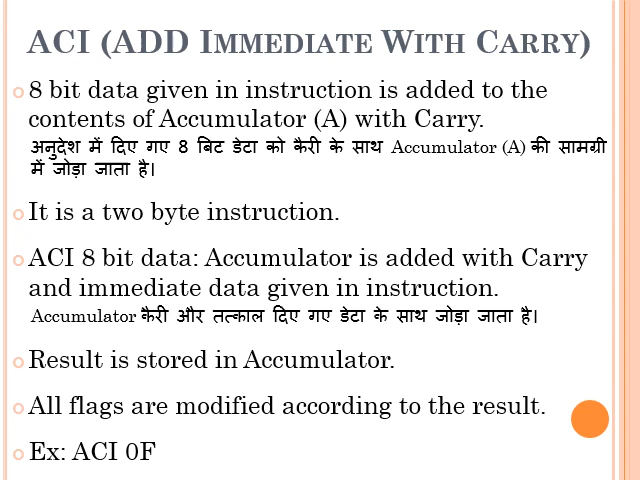 ACI (ADD IMMEDIATE WITH CARRY)
8 bit data given in instruction is added to the
contents of Accumulator (A) with Carry.
अनुदेश में दिए गए 8 बिट डेटा को कैरी के साथ Accumulator (A) की सामग्री
में जोड़ा जाता है।
It is a two byte instruction.
ACI 8 bit data: Accumulator is added with Carry
and immediate data given in instruction.
Accumulator कैरी और तत्काल दिए गए डेटा के साथ जोड़ा जाता है।
Result is stored in Accumulator.
All flags are modified according to the result.
Ex: ACI 0F